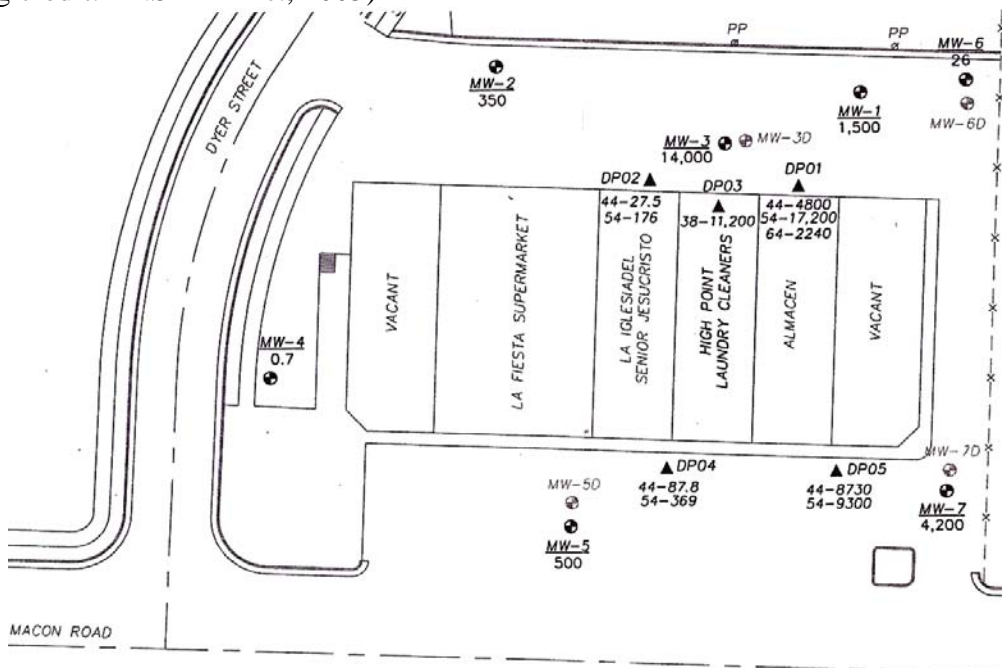 PP
PP
MW-6
26
MW-6D
MW-2
350
MW-1
1,500
DYER STREET
MW-3
14,000
MW-3D
DP02
44-27.5
54-176
DP03
38-11,200
DP01
44-4800
54-17,200
64-2240
VACANT
LA FIESTA SUPERMARKET
LA IGLESIADEL
SENIOR JESUCRISTO
HIGH POINT
LAUNDRY CLEANERS
ALMACEN
VACANT
MW-4
0.7
MW-5D
MW-5
500
DP04
44-87.8
54-369
DP05
44-8730
54-9300
MW-7D
MW-7
4,200
MACON ROAD